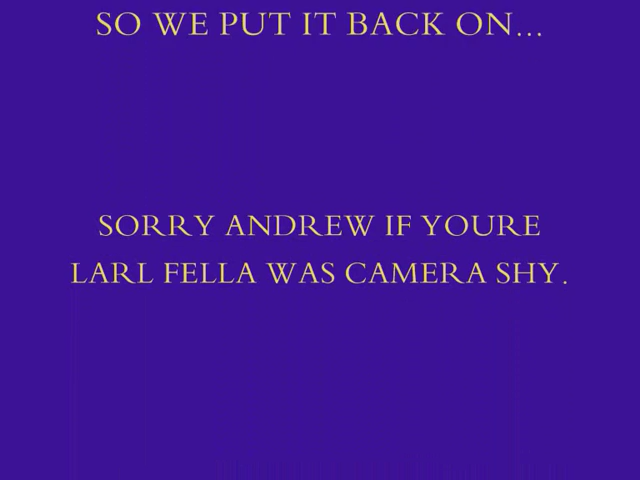 SO WE PUT IT BACK ON...
SORRY ANDREW IF YOURE
LARL FELLA WAS CAMERA SHY.